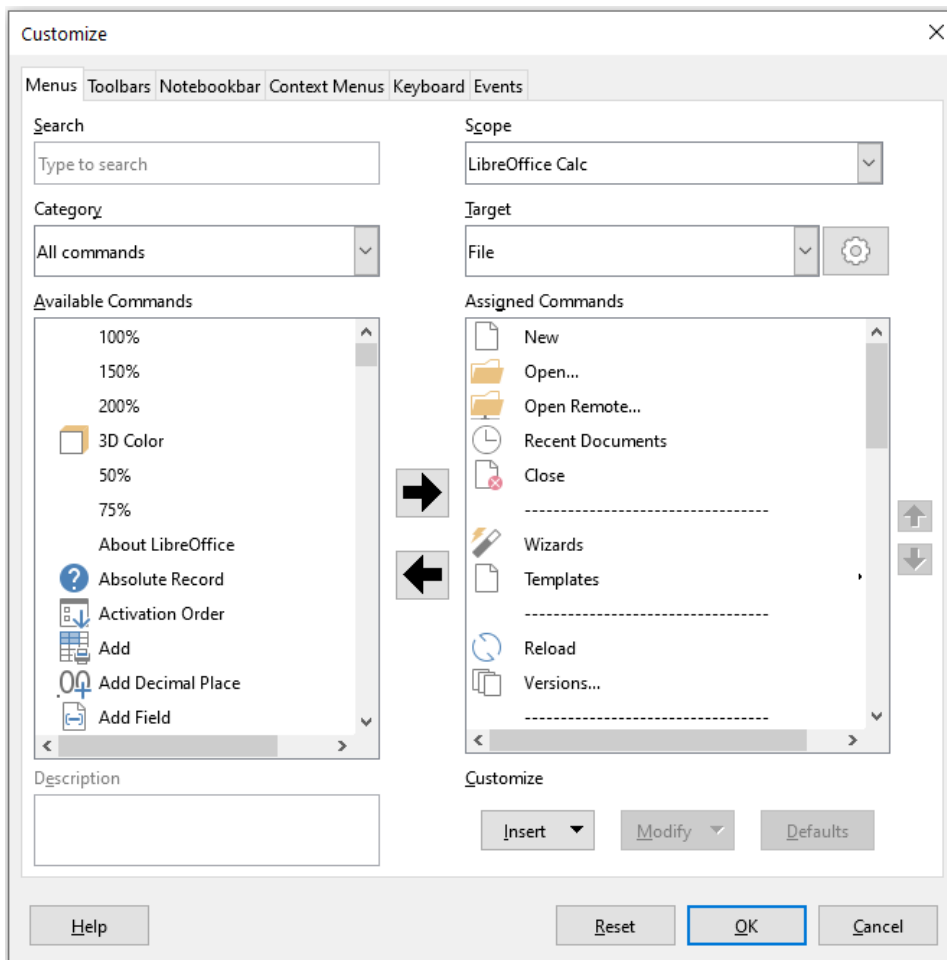 Customize
Menus Toolbars Notebookbar Context Menus Keyboard Events
Search
Type to search
Scope
LibreOffice Calc
Category
All commands
Target
File
Available Commands
100%
150%
200%
3D Color
50%
75%
About LibreOffice
Absolute Record
Activation Order
Add
Add Decimal Place
Add Field
Assigned Commands
New
Open...
Open Remote...
Recent Documents
Close
----------------------------------
Wizards
Templates
----------------------------------
Reload
Versions...
----------------------------------
Description
Customize
Insert Modify Defaults
Help Reset OK Cancel